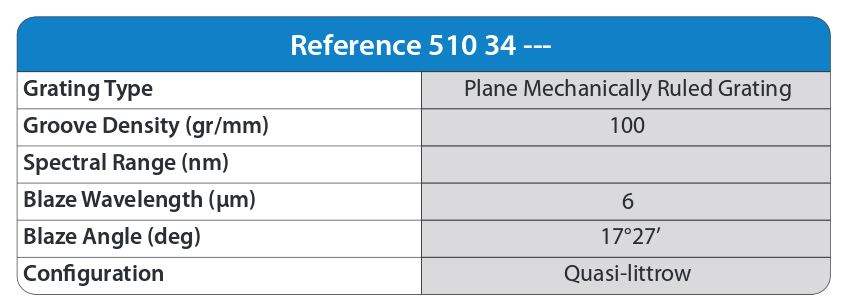 Reference 510 34 ---
Grating Type Plane Mechanically Ruled Grating
Groove Density (gr/mm) 100
Spectral Range (nm)
Blaze Wavelength (µm) 6
Blaze Angle (deg) 17°27’
Configuration Quasi-littrow